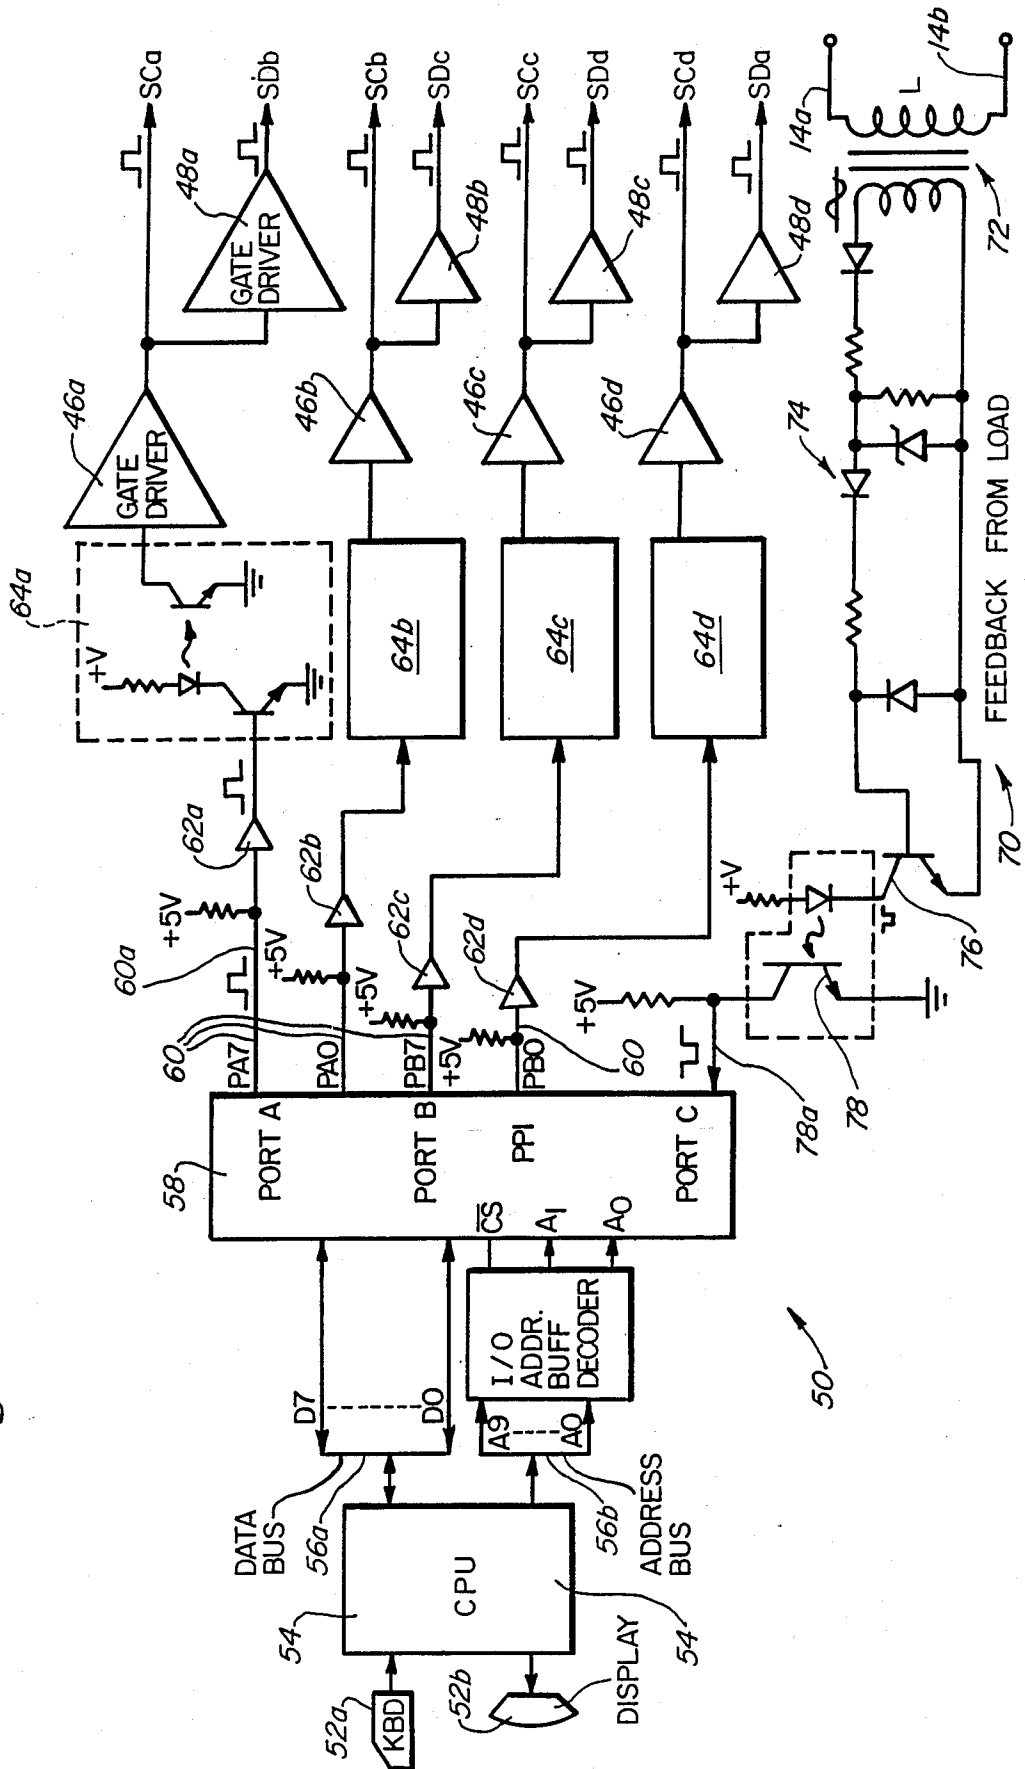 52a
KBD
52b
DISPLAY
54
CPU
54
DATA
BUS
56a
D7
D0
A9
A0
56b
ADDRESS
BUS
I/O
ADDR.
BUFF
DECODER
50
58
PORT A
PORT B
PPI
PORT C
CS
A1
A0
PA7
PA0
PB7
PB0
60
60a
60
+5V
+5V
+5V
+5V
62a
62b
62c
62d
64a
+V
64b
64c
64d
46a
GATE
DRIVER
46b
46c
46d
48a
GATE
DRIVER
48b
48c
48d
SCa
SDb
SCb
SDc
SCc
SDd
SCd
SDa
+5V
78a
78
+V
76
70
FEEDBACK FROM LOAD
74
72
L
14a
14b